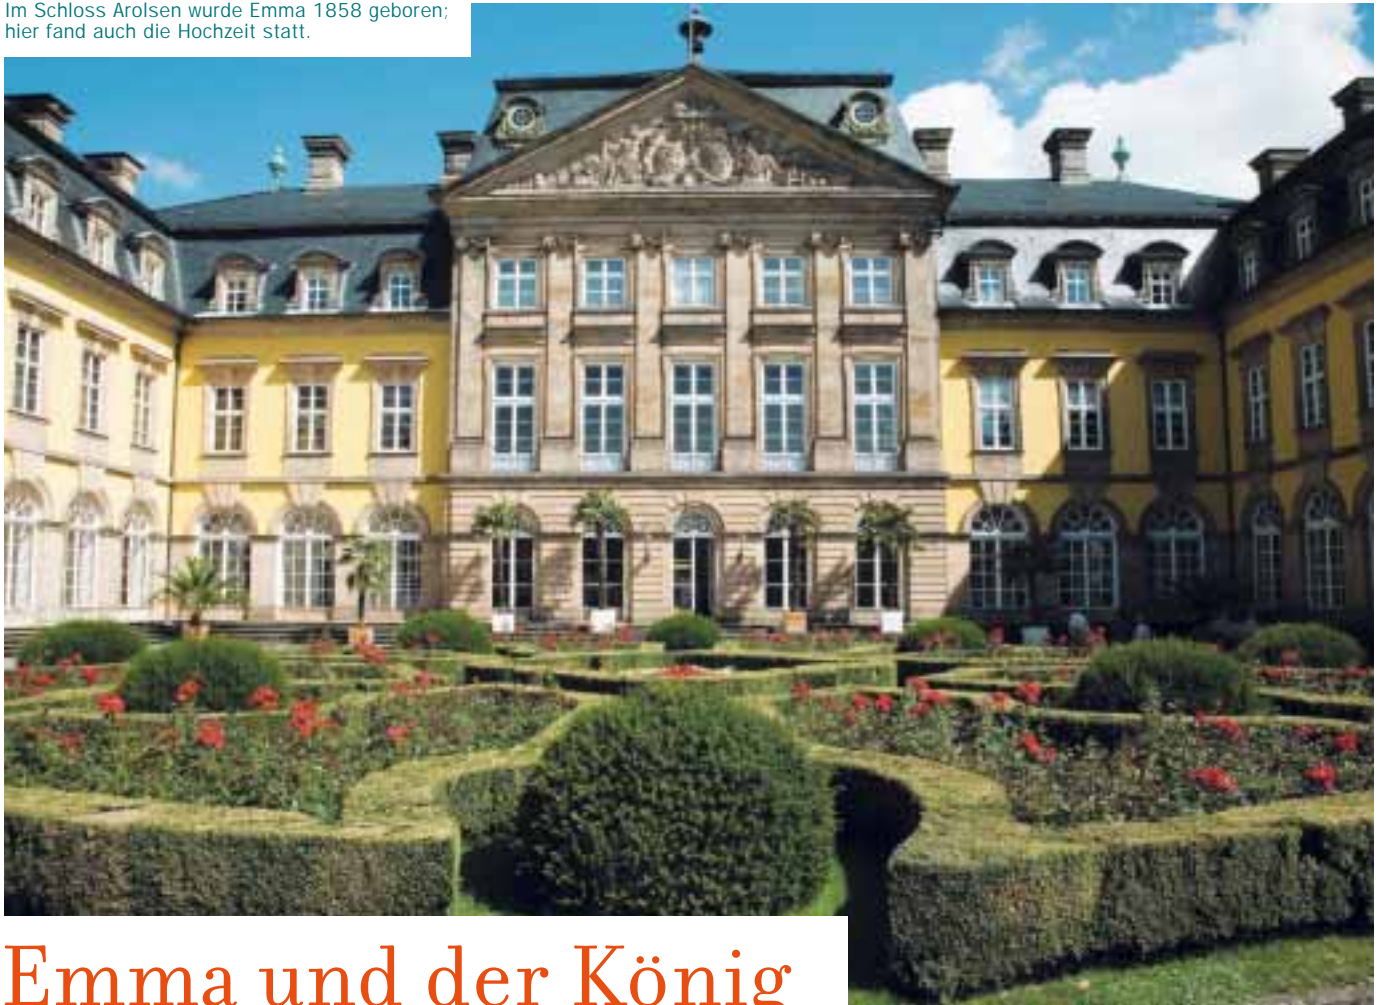 Im Schloss Arolsen wurde Emma 1858 geboren;
hier fand auch die Hochzeit statt.
Emma und der König